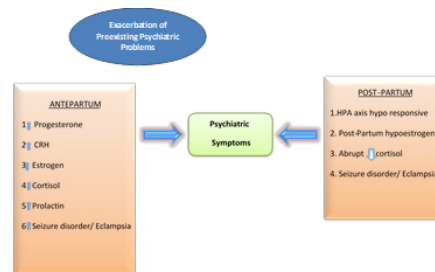 Exacerbation of
Preexisting Psychiatric
Problems
ANTEPARTUM
1 Progesterone
2 CRH
3 Estrogen
4 Cortisol
5 Prolactin
6 Seizure disorder/ Eclampsia
Psychiatric
Symptoms
POST -PARTUM
1.HPA axis hypo responsive
2. Post-Partum hypoestrogen
3. Abrupt cortisol
4. Seizure disorder/ Eclampsia